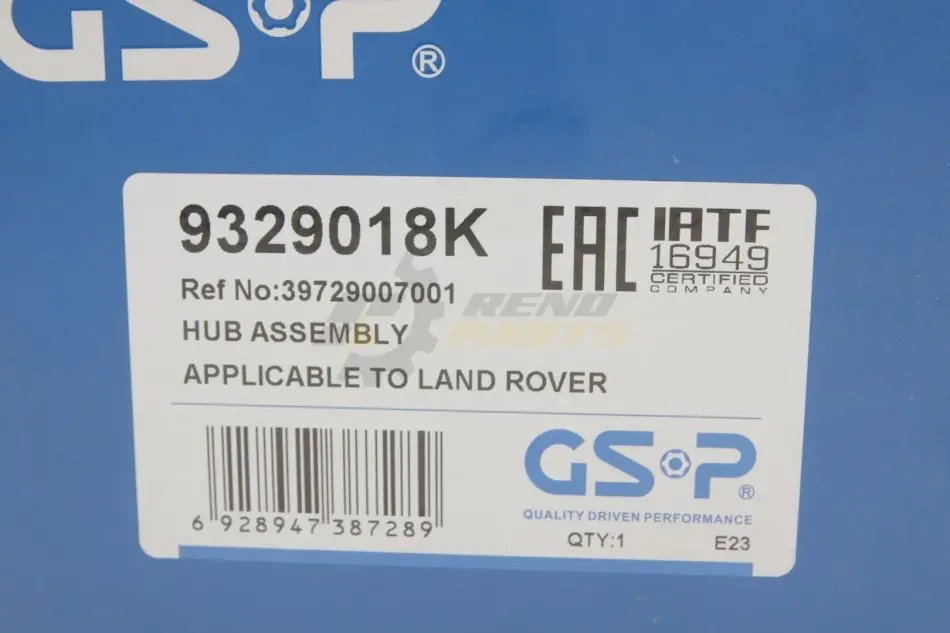 GS P ®
9329018K
EAC
IATF
16949
CERTIFIED
COMPANY
Ref No:39729007001
RENO
PARTS
HUB ASSEMBLY
APPLICABLE TO LAND ROVER
6 928947 387289
GS P ®
QUALITY DRIVEN PERFORMANCE
QTY:1 E23